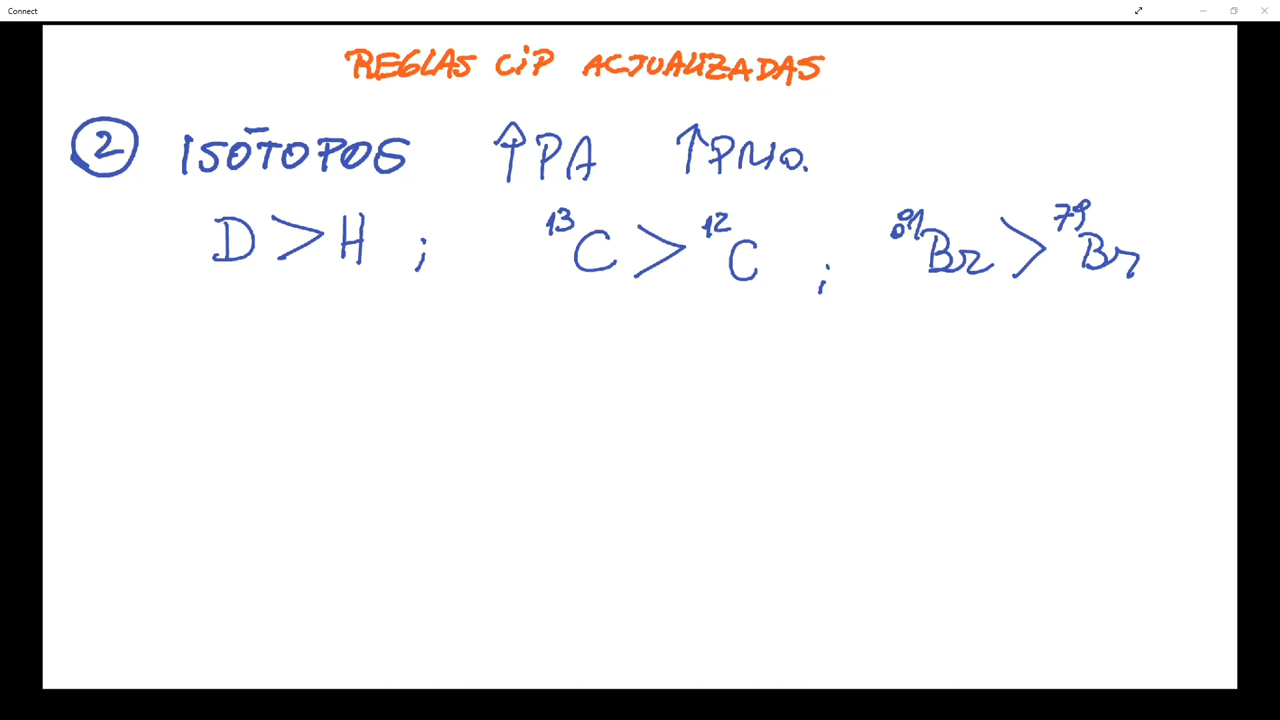 Connect
REGLAS CIP ACTUALIZADAS
2 ISÓTOPOS ↑PA ↑PRIO.
D > H ; ¹³C > ¹²C ; ⁸¹Br > ⁷⁹Br